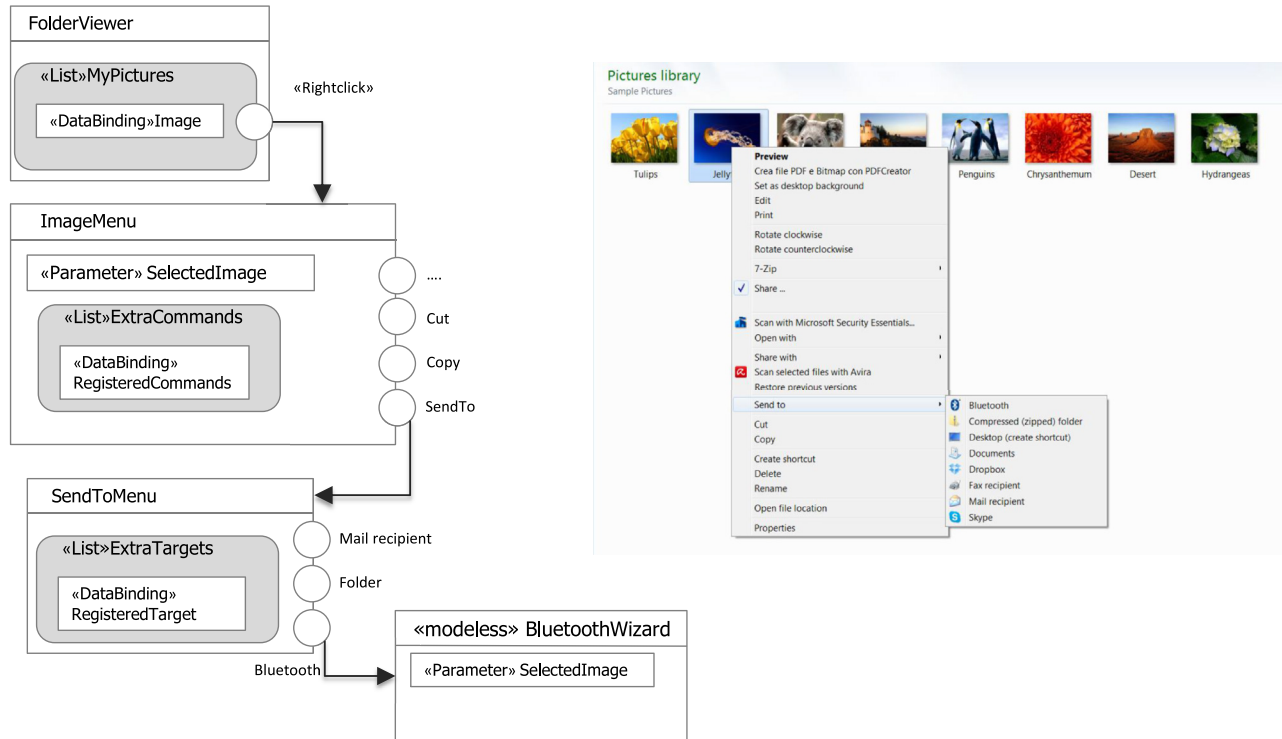 FolderViewer
«List»MyPictures
«DataBinding»Image
«Rightclick»
ImageMenu
«Parameter» SelectedImage
«List»ExtraCommands
«DataBinding»
RegisteredCommands
....
Cut
Copy
SendTo
SendToMenu
«List»ExtraTargets
«DataBinding»
RegisteredTarget
Mail recipient
Folder
Bluetooth
«modeless» BluetoothWizard
«Parameter» SelectedImage
Pictures library
Sample Pictures
Tulips
Jelly
Penguins
Chrysanthemum
Desert
Hydrangeas
Preview
Crea file PDF e Bitmap con PDFCreator
Set as desktop background
Edit
Print
Rotate clockwise
Rotate counterclockwise
7-Zip
Share ...
Scan with Microsoft Security Essentials...
Open with
Share with
Scan selected files with Avira
Restore previous versions
Send to
Cut
Copy
Create shortcut
Delete
Rename
Open file location
Properties
Bluetooth
Compressed (zipped) folder
Desktop (create shortcut)
Documents
Dropbox
Fax recipient
Mail recipient
Skype